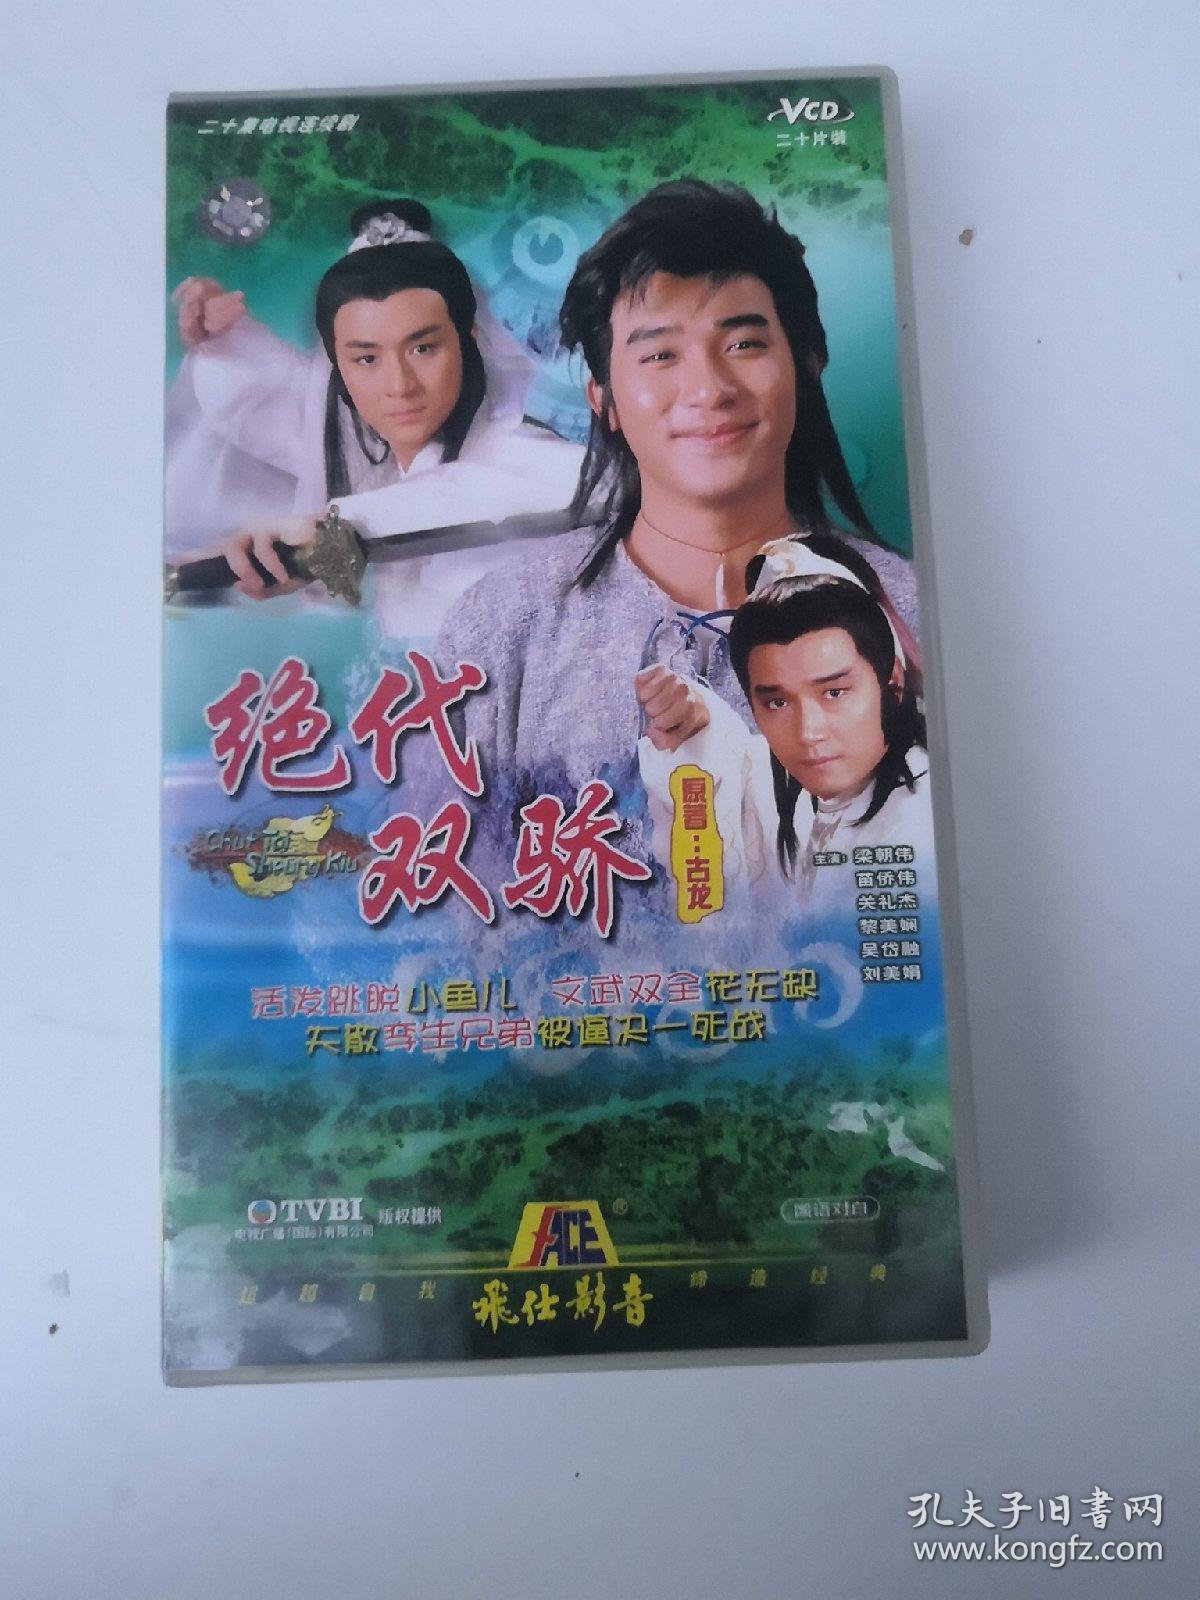 二十集电视连续剧
VCD
二十片装
绝代
双骄
Chut Toi
Sheung Kiu
原著:古龙
主演:梁朝伟
苗侨伟
关礼杰
黎美娴
吴岱融
刘美娟
活泼跳脱小鱼儿 文武双全花无缺
失散孪生兄弟被逼决一死战
TVBI 版权提供
电视广播(国际)有限公司
FACE®
国语对白
超越自我 飛仕影音 缔造经典
孔夫子旧书网
www.kongfz.com